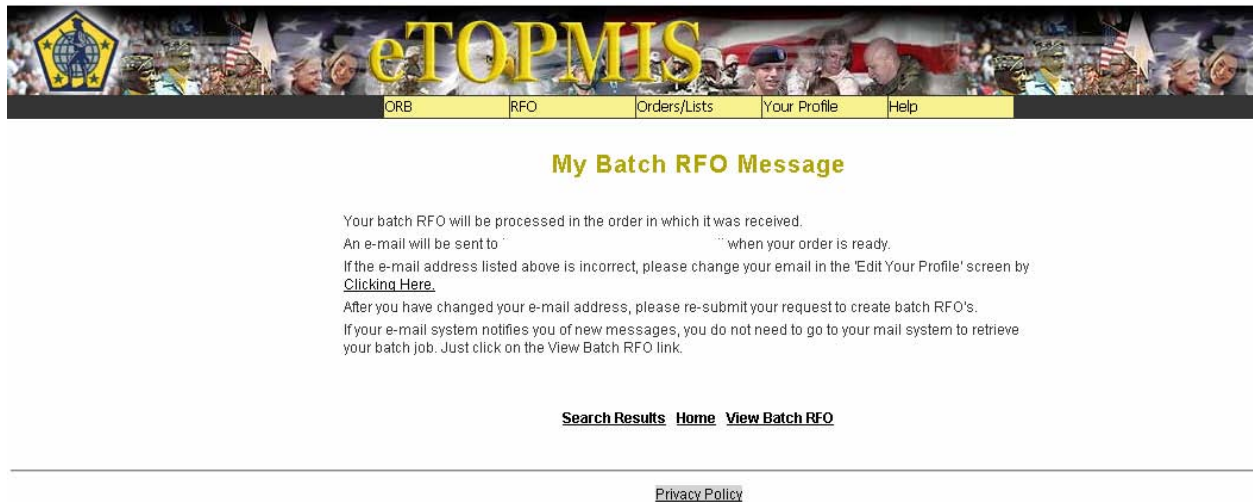 eTOPMIS
ORB RFO Orders/Lists Your Profile Help
My Batch RFO Message
Your batch RFO will be processed in the order in which it was received.
An e-mail will be sent to " " when your order is ready.
If the e-mail address listed above is incorrect, please change your email in the 'Edit Your Profile' screen by
Clicking Here.
After you have changed your e-mail address, please re-submit your request to create batch RFO's.
If your e-mail system notifies you of new messages, you do not need to go to your mail system to retrieve
your batch job. Just click on the View Batch RFO link.
Search Results Home View Batch RFO
Privacy Policy